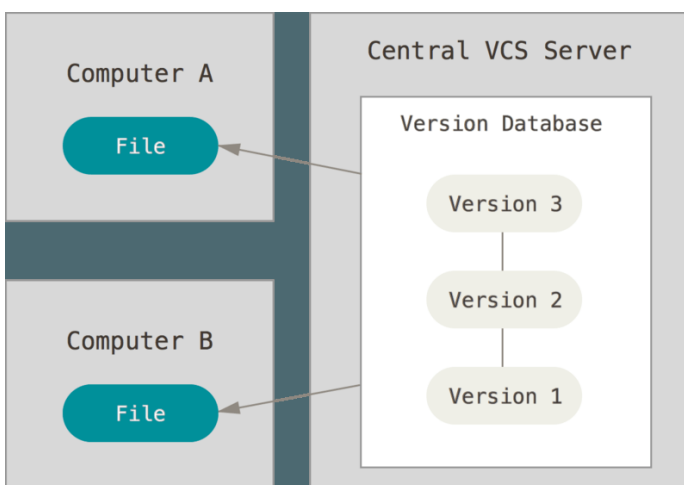 Computer A
File
Computer B
File
Central VCS Server
Version Database
Version 3
Version 2
Version 1